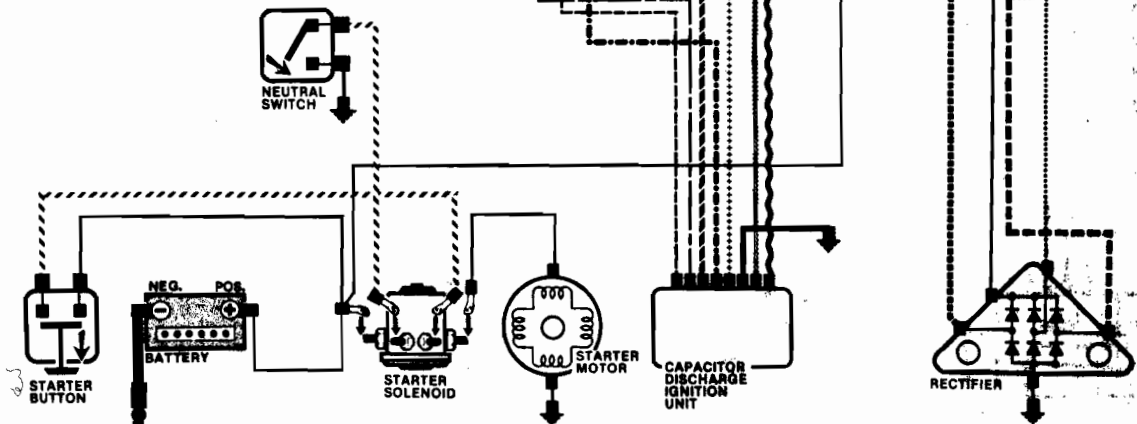 NEUTRAL
SWITCH
NEG. POS.
BATTERY
STARTER
BUTTON
STARTER
SOLENOID
STARTER
MOTOR
CAPACITOR
DISCHARGE
IGNITION
UNIT
RECTIFIER